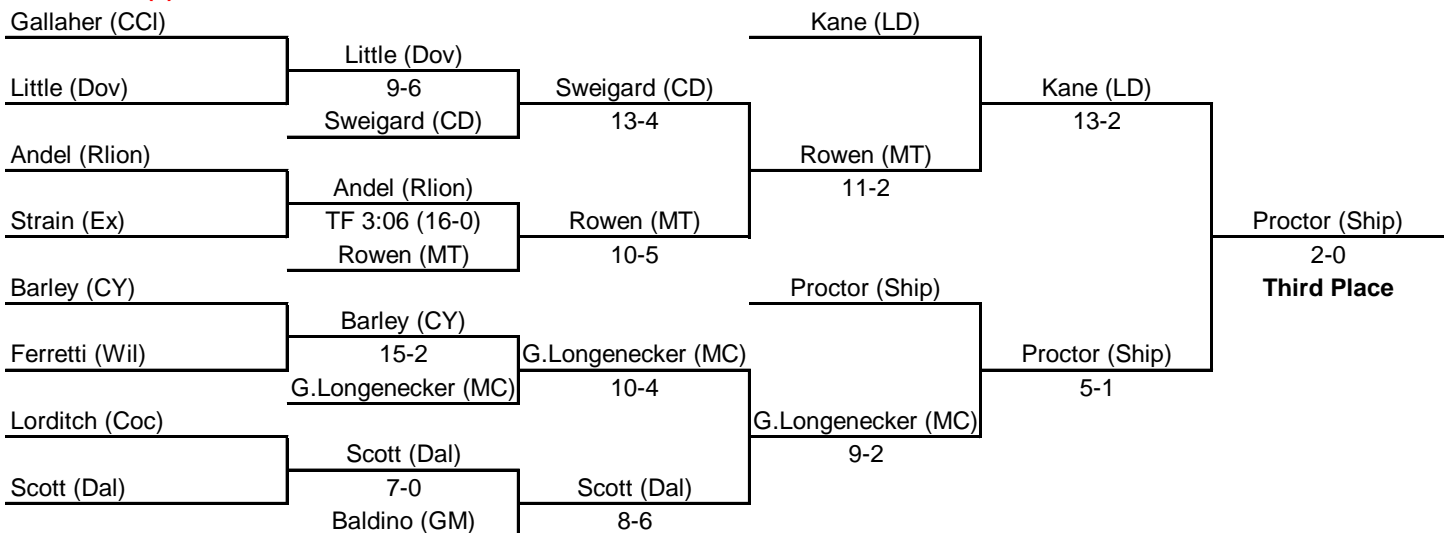 Gallaher (CCl)
Kane (LD)
Little (Dov)
Little (Dov)
9-6
Sweigard (CD)
Kane (LD)
Sweigard (CD)
13-4
13-2
Andel (Rlion)
Rowen (MT)
Andel (Rlion)
11-2
Strain (Ex)
TF 3:06 (16-0)
Rowen (MT)
Proctor (Ship)
Rowen (MT)
10-5
2-0
Barley (CY)
Proctor (Ship)
Third Place
Barley (CY)
Ferretti (Wil)
15-2
G.Longenecker (MC)
Proctor (Ship)
G.Longenecker (MC)
10-4
5-1
Lorditch (Coc)
G.Longenecker (MC)
Scott (Dal)
9-2
Scott (Dal)
7-0
Scott (Dal)
Baldino (GM)
8-6